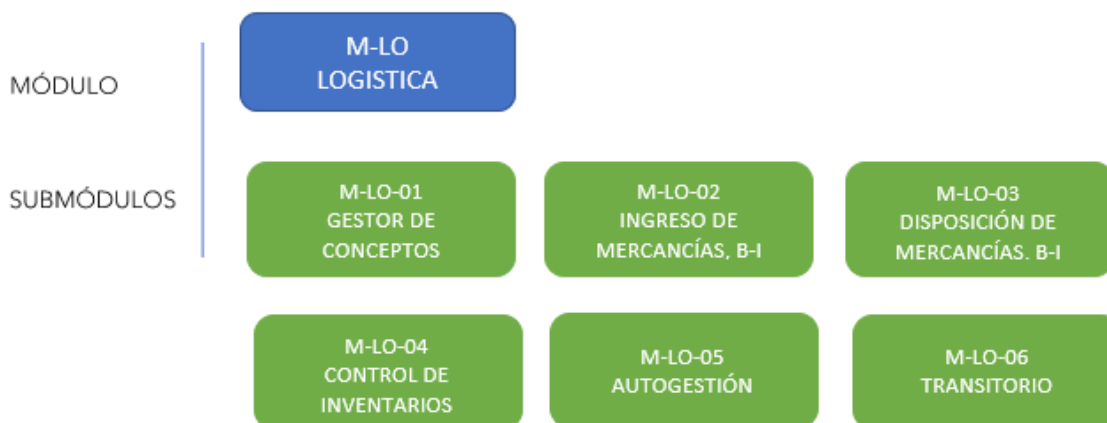 MÓDULO
M-LO
LOGISTICA
SUBMÓDULOS
M-LO-01
GESTOR DE
CONCEPTOS
M-LO-02
INGRESO DE
MERCANCÍAS, B-I
M-LO-03
DISPOSICIÓN DE
MERCANCÍAS. B-I
M-LO-04
CONTROL DE
INVENTARIOS
M-LO-05
AUTOGESTIÓN
M-LO-06
TRANSITORIO